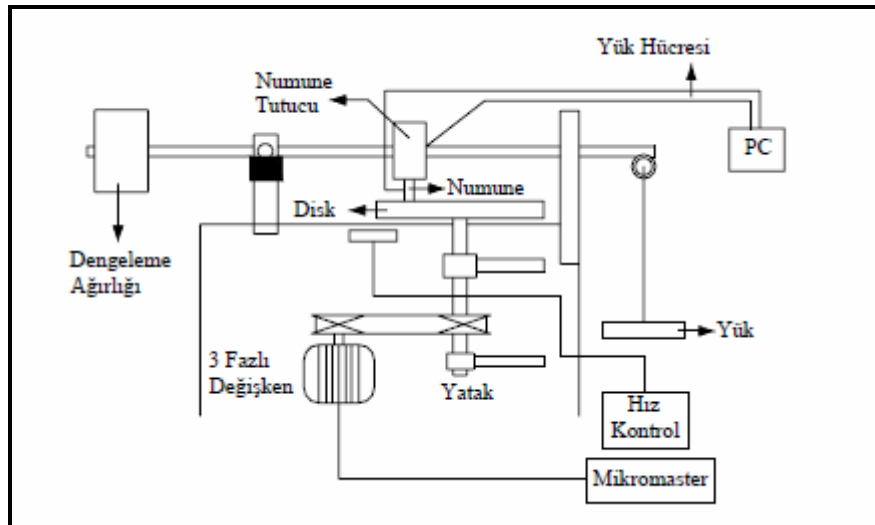 Yük Hücresi
Numune
Tutucu
PC
Numune
Disk
Dengeleme
Ağırlığı
Yük
3 Fazlı
Değişken
Yatak
Hız
Kontrol
Mikromaster